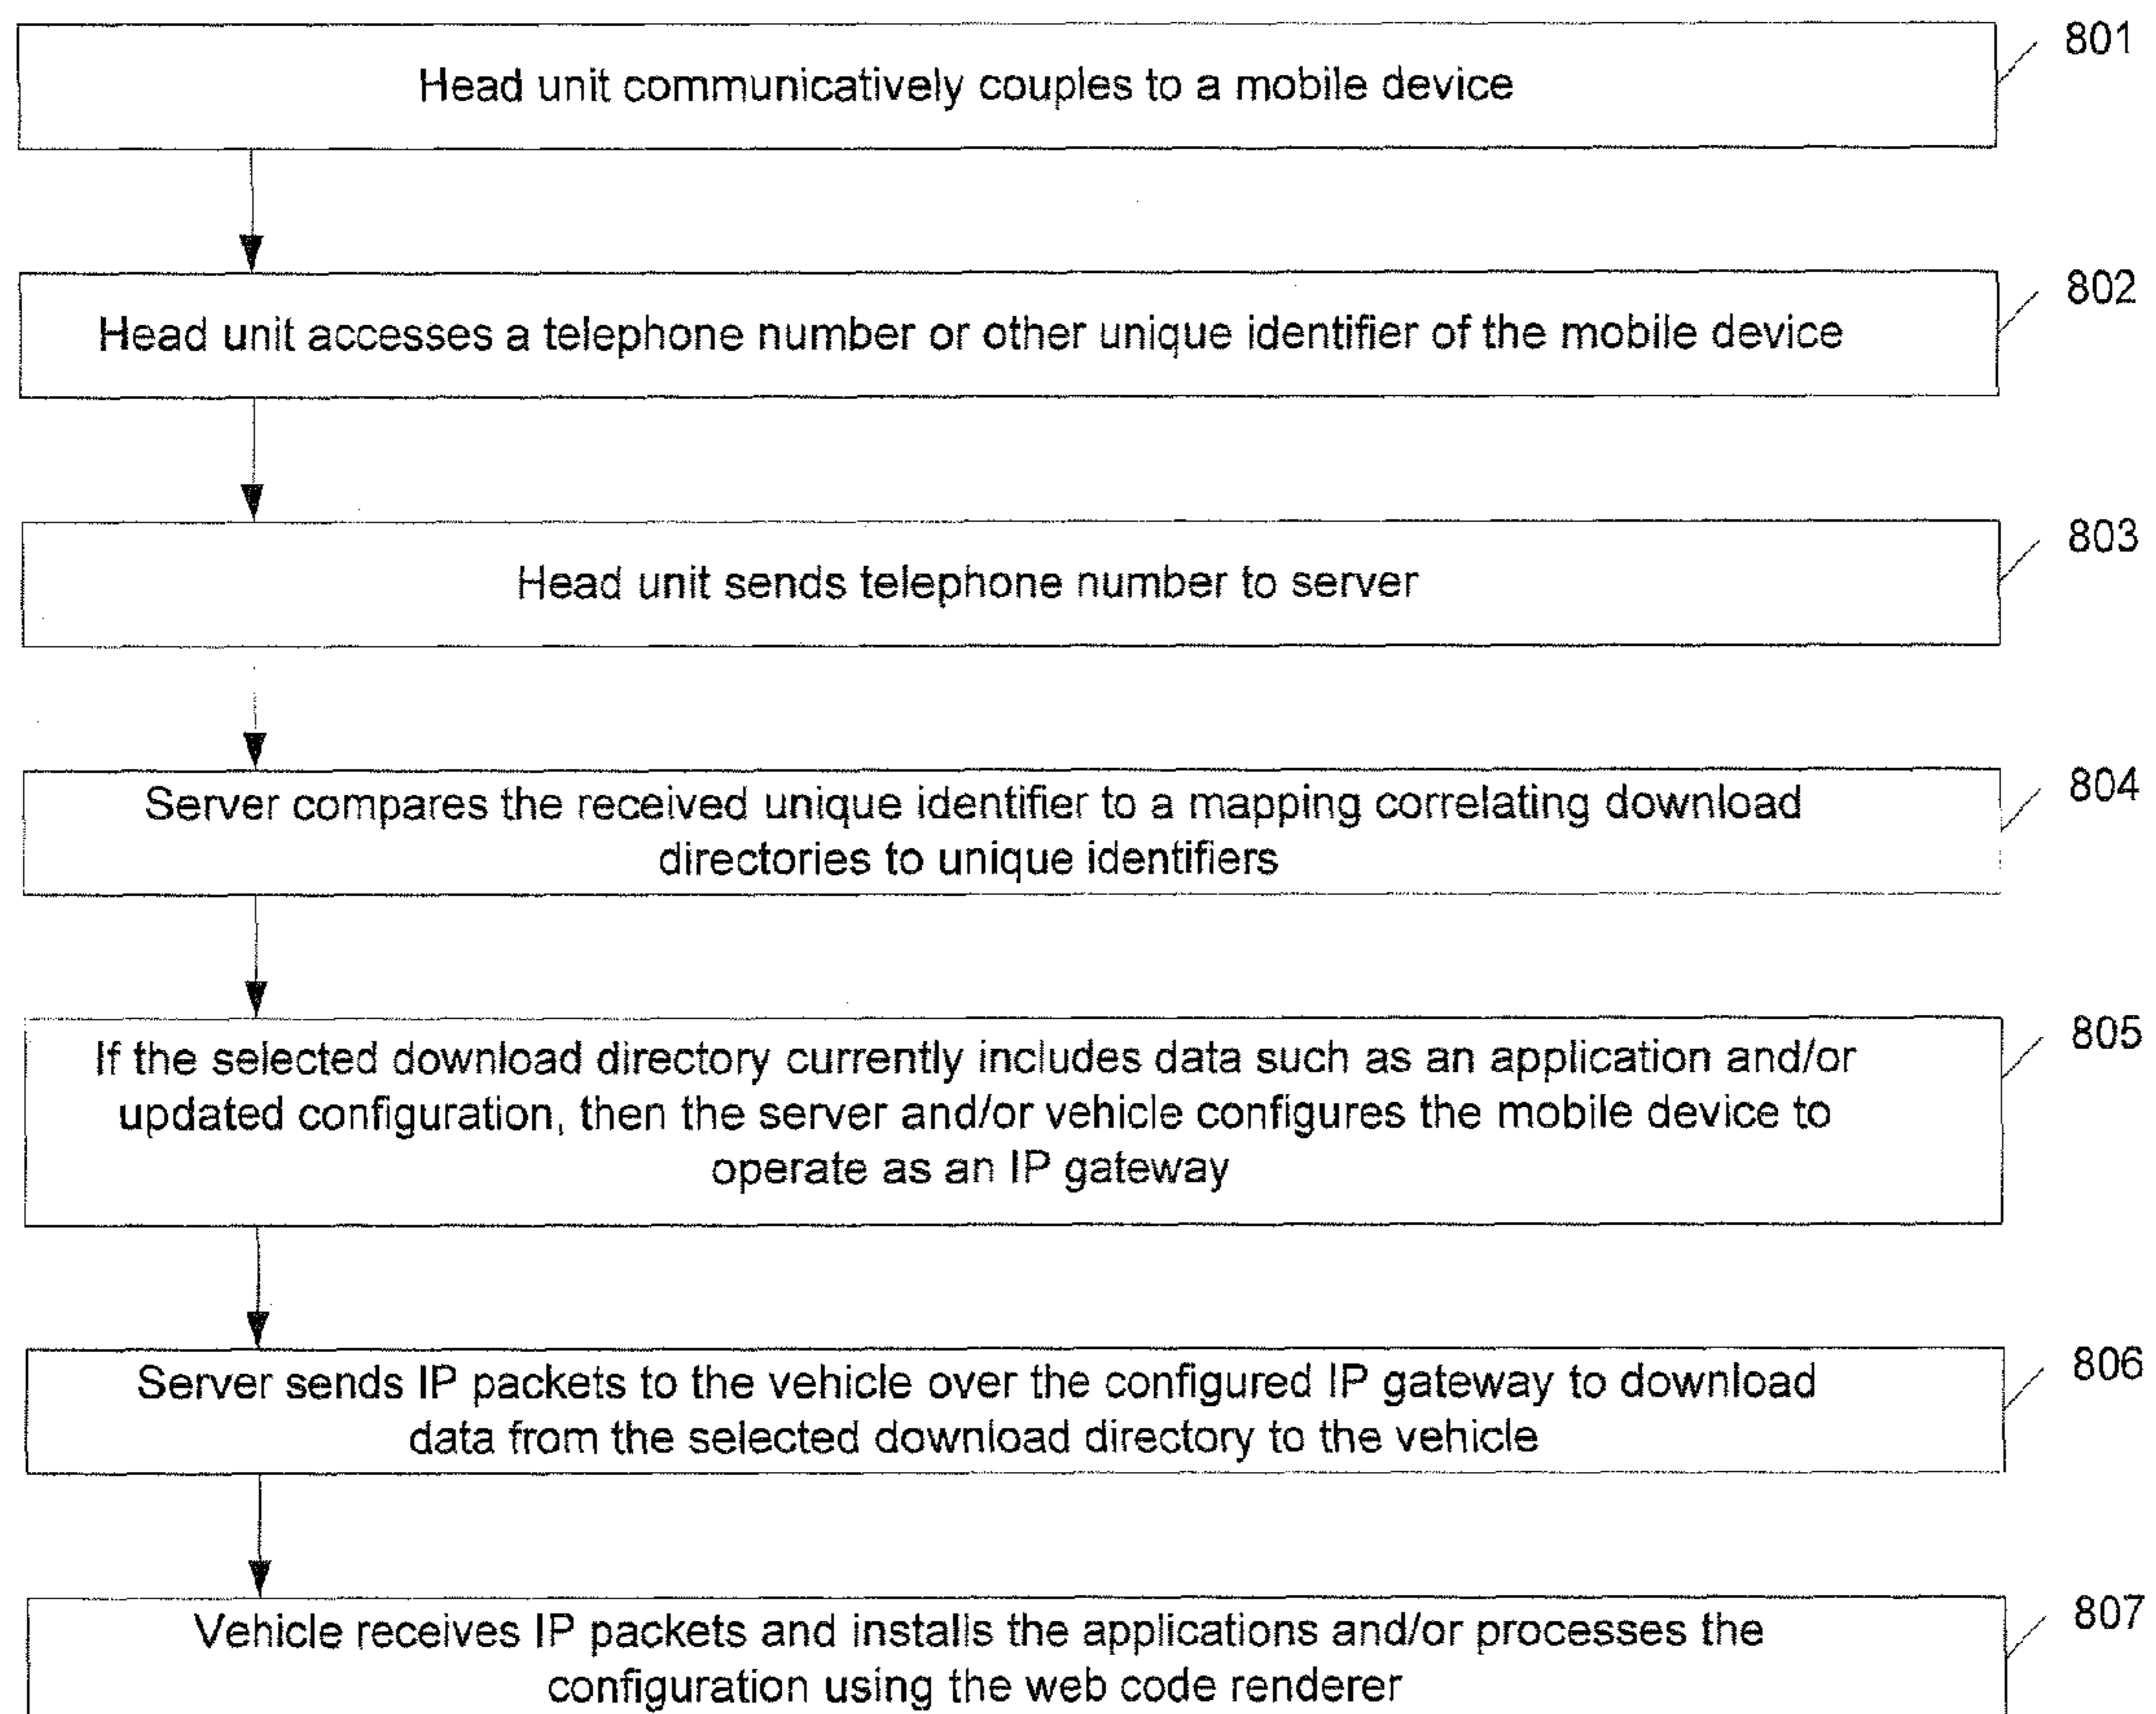 801
Head unit communicatively couples to a mobile device
802
Head unit accesses a telephone number or other unique identifier of the mobile device
803
Head unit sends telephone number to server
804
Server compares the received unique identifier to a mapping correlating download
directories to unique identifiers
805
If the selected download directory currently includes data such as an application and/or
updated configuration, then the server and/or vehicle configures the mobile device to
operate as an IP gateway
806
Server sends IP packets to the vehicle over the configured IP gateway to download
data from the selected download directory to the vehicle
807
Vehicle receives IP packets and installs the applications and/or processes the
configuration using the web code renderer